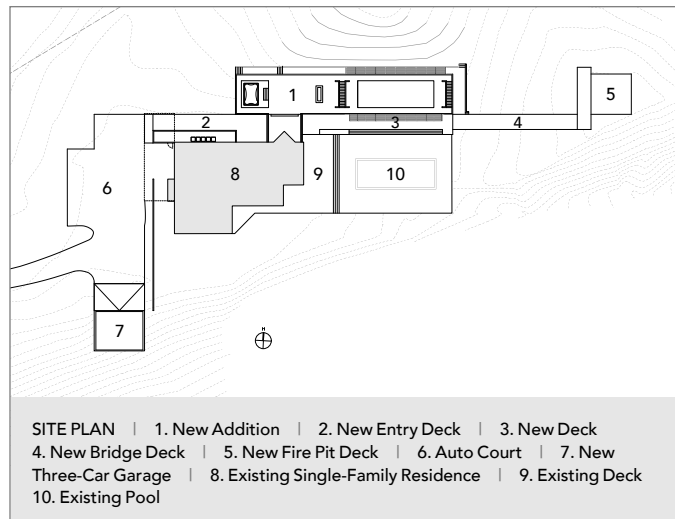 1
5
2
3
4
6
8
9
10
7
N
SITE PLAN | 1. New Addition | 2. New Entry Deck | 3. New Deck
4. New Bridge Deck | 5. New Fire Pit Deck | 6. Auto Court | 7. New
Three-Car Garage | 8. Existing Single-Family Residence | 9. Existing Deck
10. Existing Pool